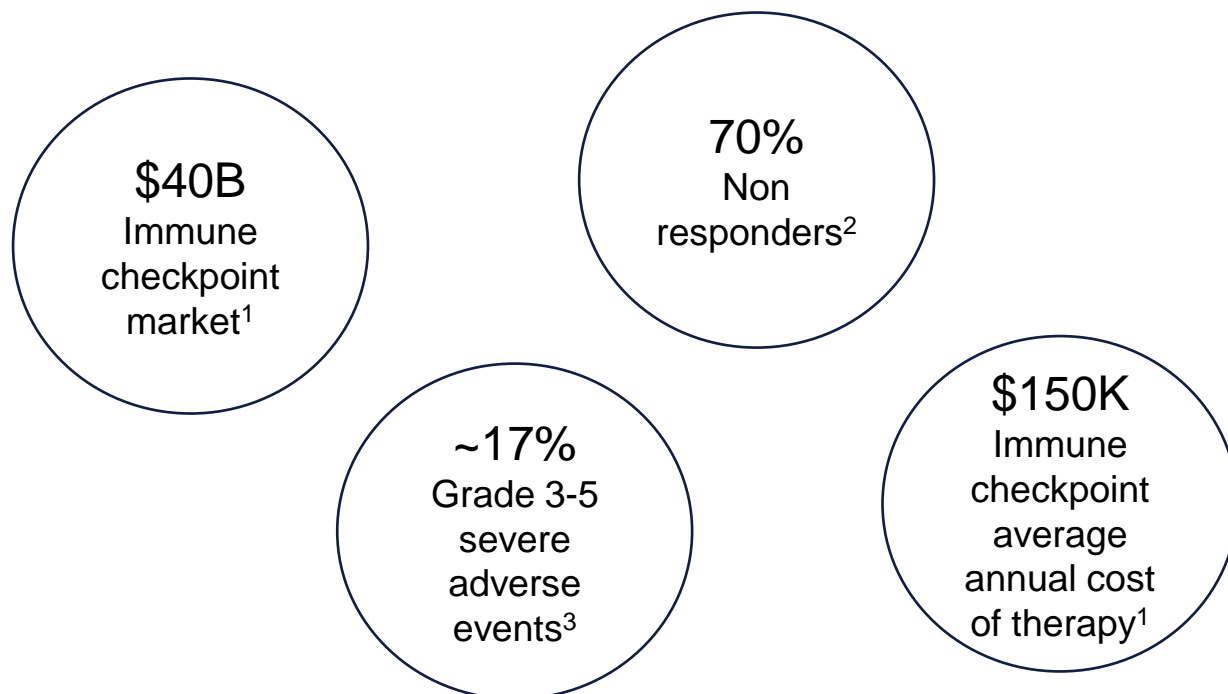 $40B
Immune
checkpoint
market¹
70%
Non
responders²
~17%
Grade 3-5
severe
adverse
events³
$150K
Immune
checkpoint
average
annual cost
of therapy¹